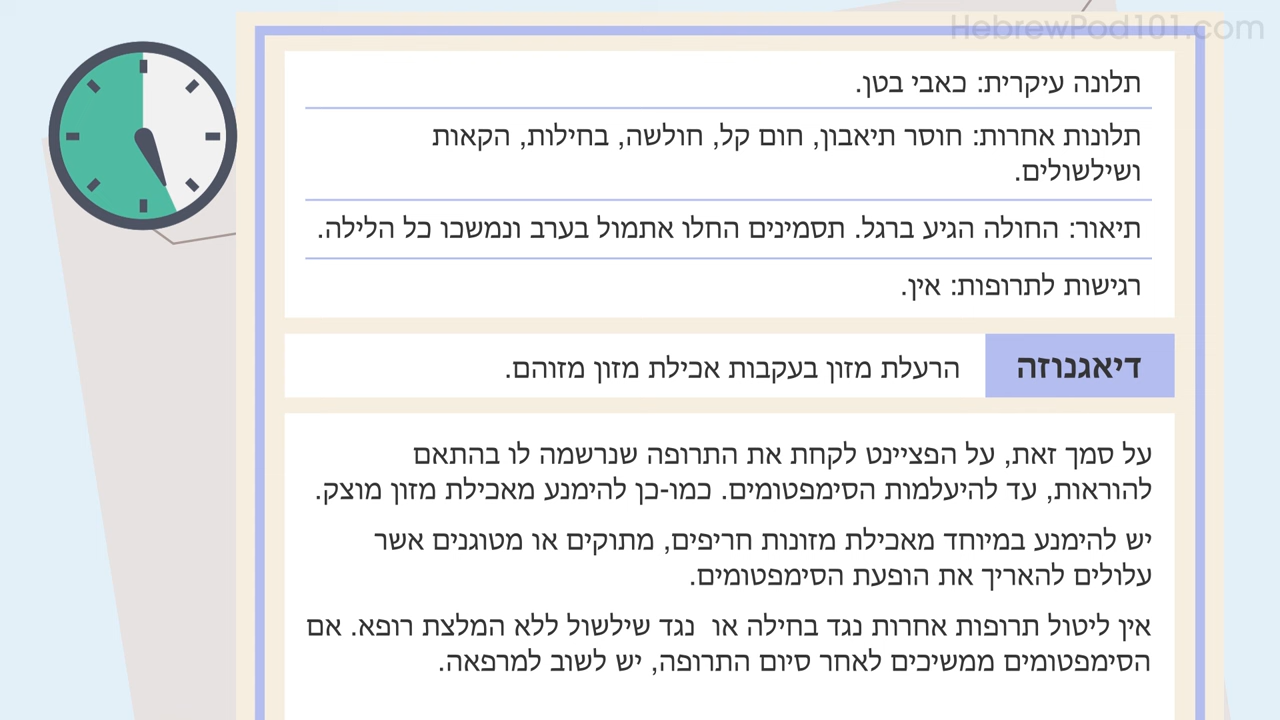 HebrewPod101.com
תלונה עיקרית: כאבי בטן.
תלונות אחרות: חוסר תיאבון, חום קל, חולשה, בחילות, הקאות
ושילשולים.
תיאור: החולה הגיע ברגל. תסמינים החלו אתמול בערב ונמשכו כל הלילה.
רגישות לתרופות: אין.
דיאגנוזה
הרעלת מזון בעקבות אכילת מזון מזוהם.
על סמך זאת, על הפציינט לקחת את התרופה שנרשמה לו בהתאם
להוראות, עד להיעלמות הסימפטומים. כמו-כן להימנע מאכילת מזון מוצק.
יש להימנע במיוחד מאכילת מזונות חריפים, מתוקים או מטוגנים אשר
עלולים להאריך את הופעת הסימפטומים.
אין ליטול תרופות אחרות נגד בחילה או  נגד שילשול ללא המלצת רופא. אם
הסימפטומים ממשיכים לאחר סיום התרופה, יש לשוב למרפאה.